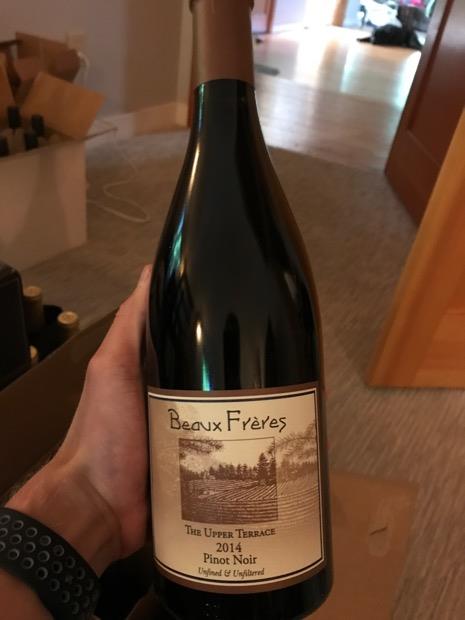 Beaux Frères
The Upper Terrace
2014
Pinot Noir
Unfined & Unfiltered